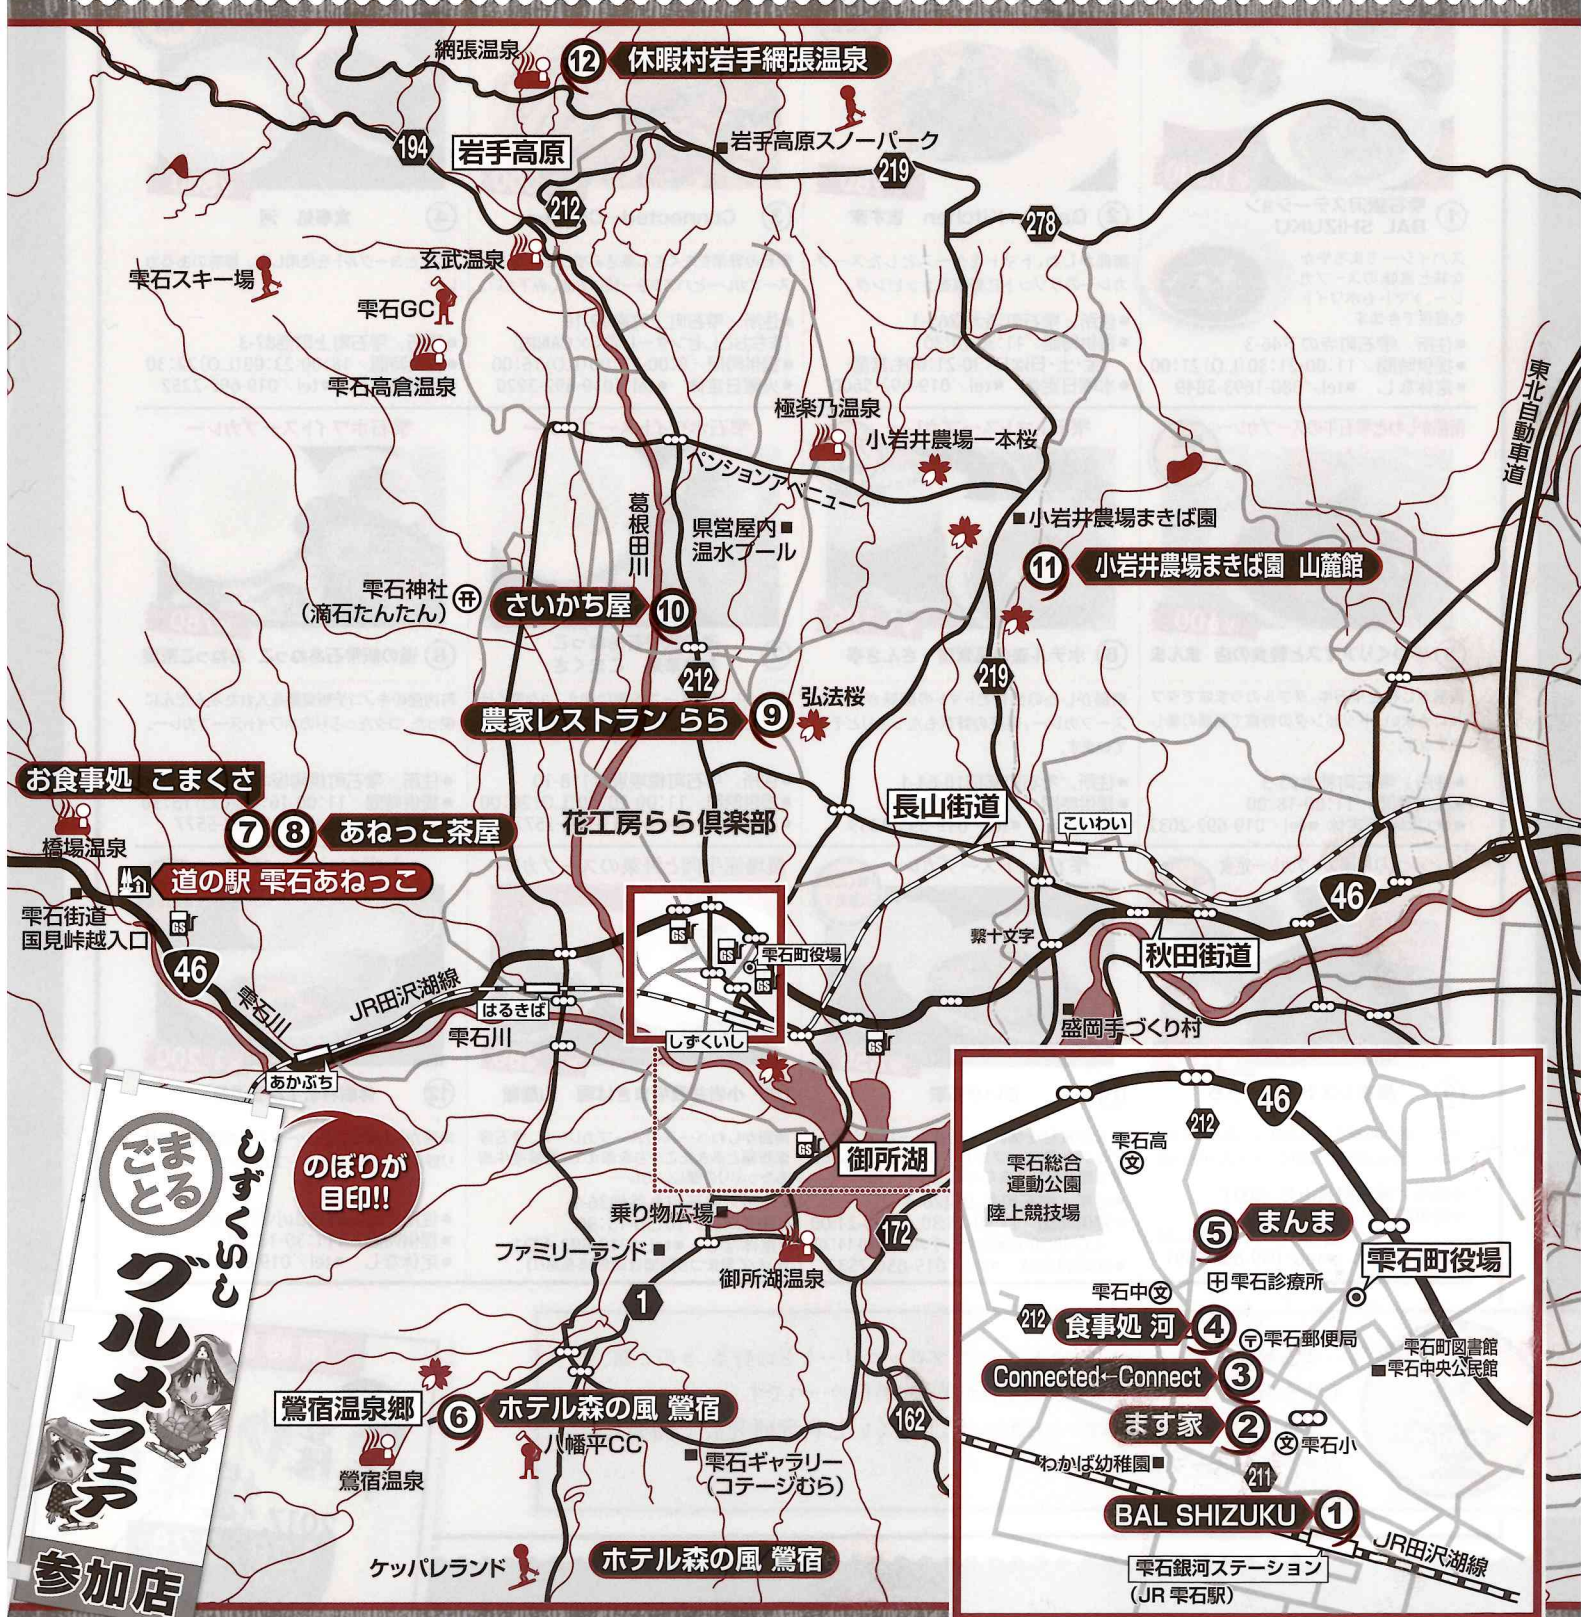 網張温泉
12 休暇村岩手網張温泉
194
岩手高原
岩手高原スノーパーク
219
212
278
玄武温泉
雫石スキー場
雫石GC
雫石高倉温泉
東北自動車道
極楽乃温泉
小岩井農場一本桜
ペンションアベニュー
葛根田川
県営屋内
温水プール
小岩井農場まきば園
11 小岩井農場まきば園 山麓館
雫石神社
(滴石たんたん)
さいかち屋 10
212
219
弘法桜
農家レストラン らら 9
お食事処 こまくさ
7 8 あねっこ茶屋
橋場温泉
道の駅 雫石あねっこ
雫石街道
国見峠越入口
GS
46
花工房らら倶楽部
長山街道
こいわい
46
繋十文字
秋田街道
盛岡手づくり村
雫石川
JR田沢湖線
はるきば
雫石川
あかぶち
GS
GS
雫石町役場
GS
しずくいし
GS
GS
御所湖
乗り物広場
ファミリーランド
御所湖温泉
172
1
鶯宿温泉郷
6 ホテル森の風 鶯宿
鶯宿温泉
八幡平CC
162
雫石ギャラリー
(コテージむら)
ケッパレランド
ホテル森の風 鶯宿
のぼりが
目印!!
しずくいし
まるごと
グルメフェア
参加店
46
212
雫石高
文
雫石総合
運動公園
陸上競技場
5 まんま
雫石町役場
雫石診療所
雫石中 文
212
食事処 河 4
〒 雫石郵便局
雫石町図書館
雫石中央公民館
Connected←Connect 3
ます家 2
文 雫石小
わかば幼稚園
211
BAL SHIZUKU 1
JR田沢湖線
雫石銀河ステーション
(JR 雫石駅)